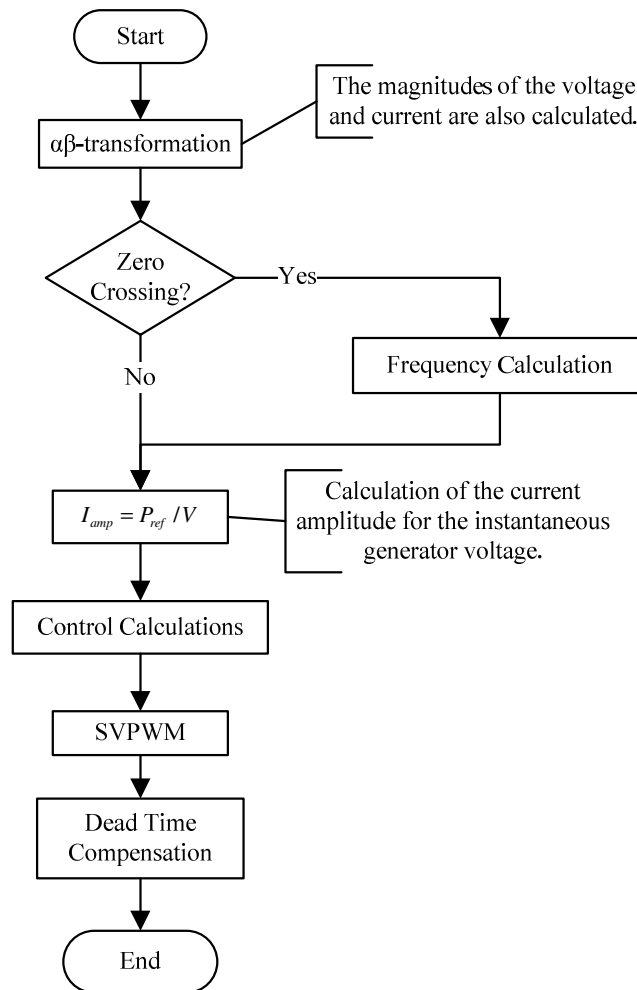 Start
The magnitudes of the voltage
and current are also calculated.
αβ-transformation
Zero
Crossing?
Yes
No
Frequency Calculation
I_amp = P_ref / V
Calculation of the current
amplitude for the instantaneous
generator voltage.
Control Calculations
SVPWM
Dead Time
Compensation
End